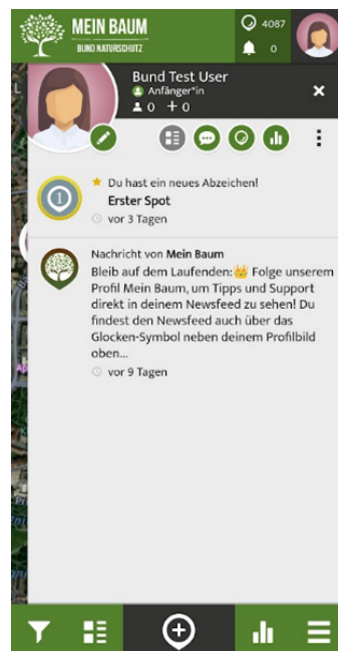 MEIN BAUM
BUND NATURSCHUTZ
4087
0
Bund Test User
Anfänger*in
0 + 0
Du hast ein neues Abzeichen!
Erster Spot
vor 3 Tagen
1
Nachricht von Mein Baum
Bleib auf dem Laufenden:👑 Folge unserem
Profil Mein Baum, um Tipps und Support
direkt in deinem Newsfeed zu sehen! Du
findest den Newsfeed auch über das
Glocken-Symbol neben deinem Profilbild
oben...
vor 9 Tagen